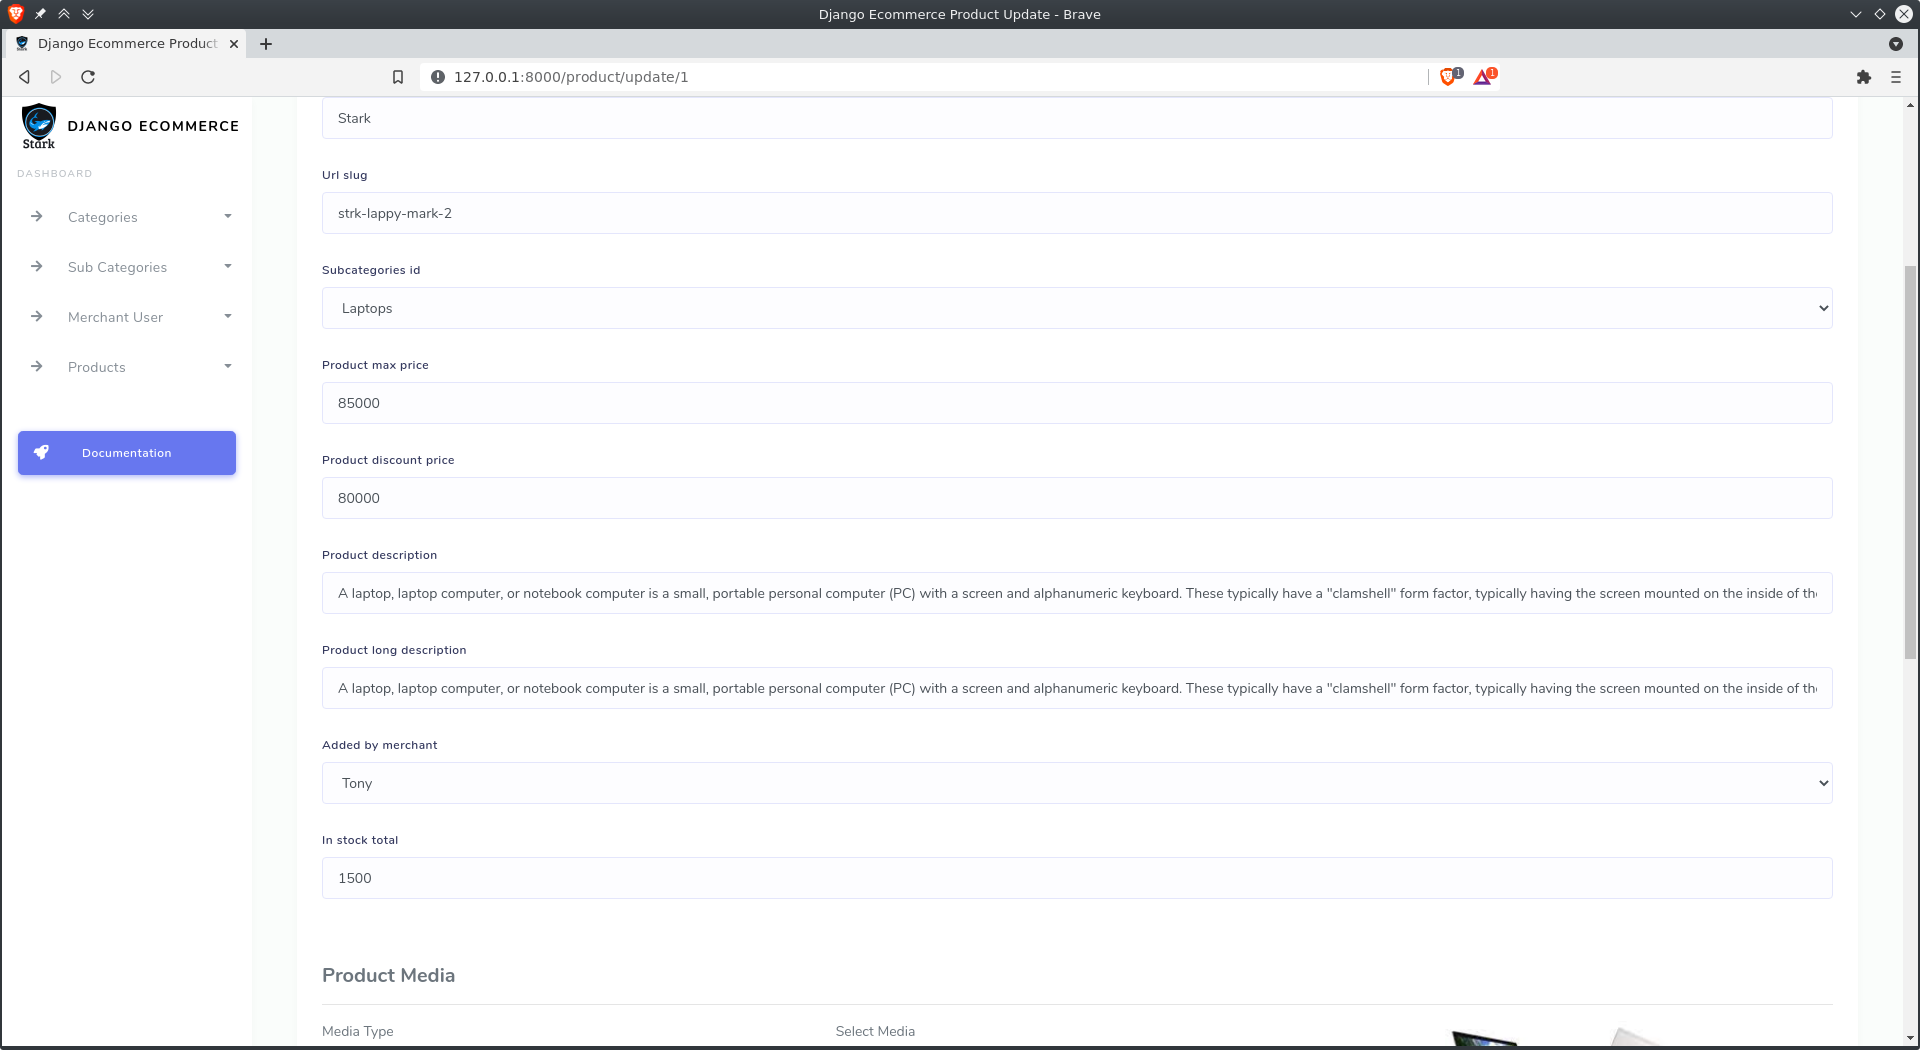 Django Ecommerce Product Update - Brave
Django Ecommerce Product
127.0.0.1:8000/product/update/1
1
1
Stark
DJANGO ECOMMERCE
DASHBOARD
Categories
Sub Categories
Merchant User
Products
Documentation
Stark
Url slug
strk-lappy-mark-2
Subcategories id
Laptops
Product max price
85000
Product discount price
80000
Product description
A laptop, laptop computer, or notebook computer is a small, portable personal computer (PC) with a screen and alphanumeric keyboard. These typically have a "clamshell" form factor, typically having the screen mounted on the inside of the
Product long description
A laptop, laptop computer, or notebook computer is a small, portable personal computer (PC) with a screen and alphanumeric keyboard. These typically have a "clamshell" form factor, typically having the screen mounted on the inside of the
Added by merchant
Tony
In stock total
1500
Product Media
Media Type
Select Media